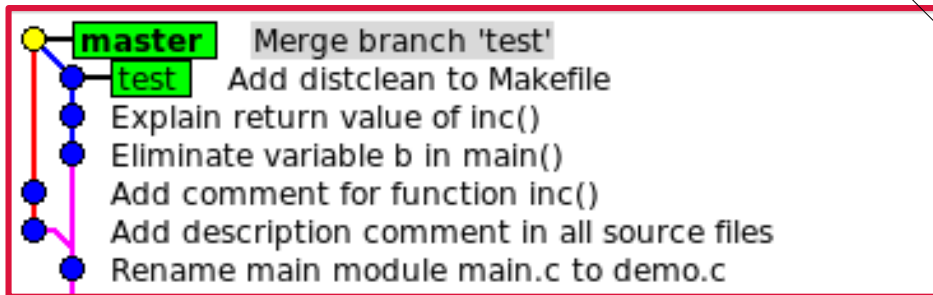 master Merge branch 'test'
test Add distclean to Makefile
Explain return value of inc()
Eliminate variable b in main()
Add comment for function inc()
Add description comment in all source files
Rename main module main.c to demo.c